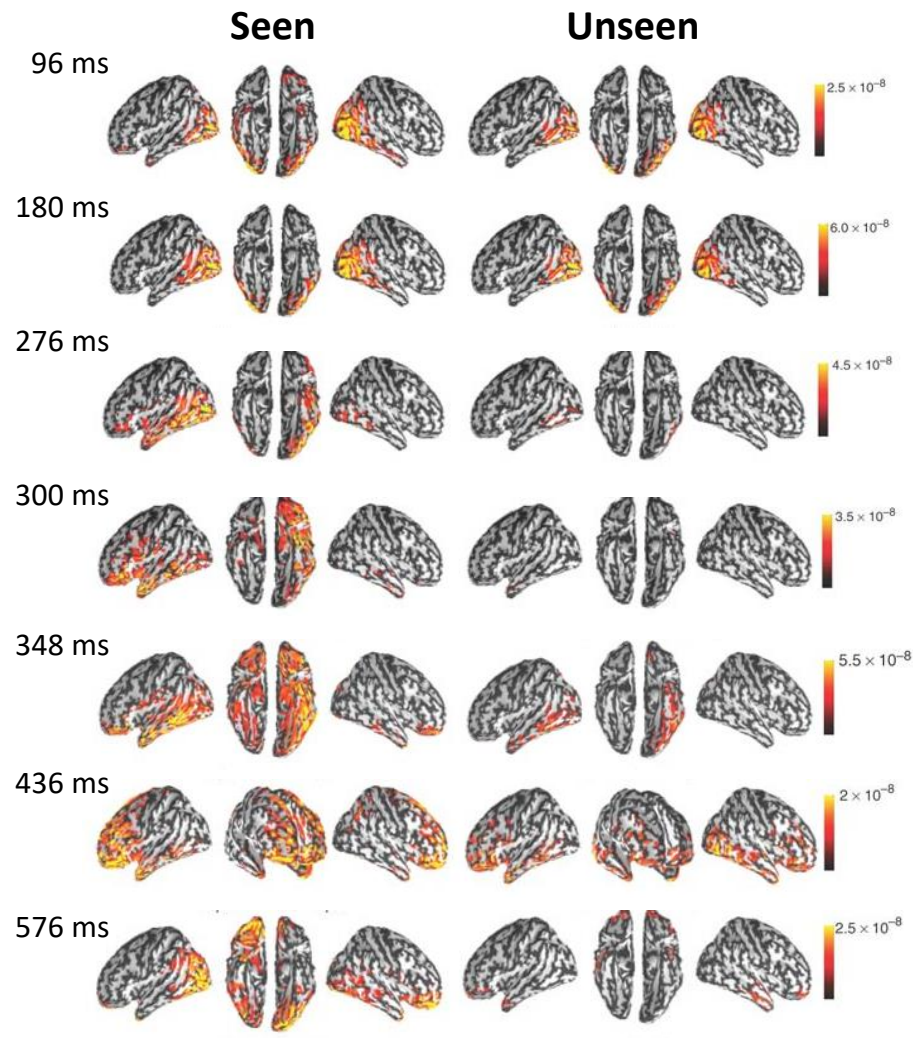 Seen Unseen
96 ms
2.5 × 10⁻⁸
180 ms
6.0 × 10⁻⁸
276 ms
4.5 × 10⁻⁸
300 ms
3.5 × 10⁻⁸
348 ms
5.5 × 10⁻⁸
436 ms
2 × 10⁻⁸
576 ms
2.5 × 10⁻⁸